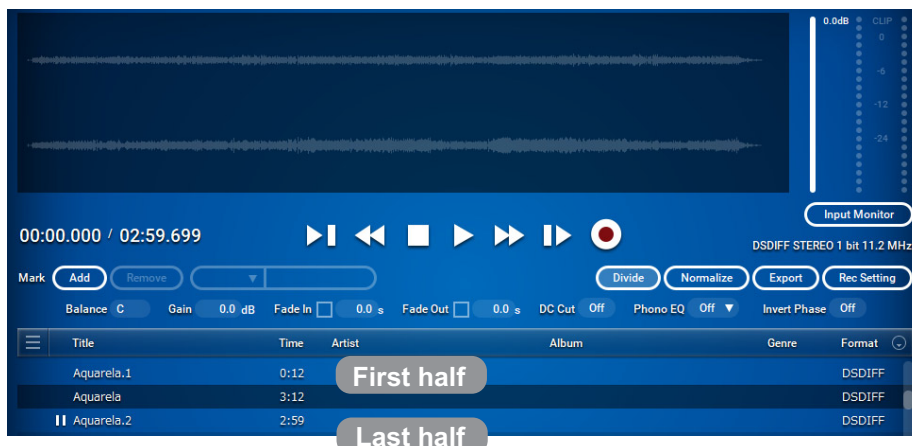 0.0dB CLIP
0
-6
-12
-24
Input Monitor
00:00.000 / 02:59.699
DSDIFF STEREO 1 bit 11.2 MHz
Mark Add Remove Divide Normalize Export Rec Setting
Balance C Gain 0.0 dB Fade In 0.0 s Fade Out 0.0 s DC Cut Off Phono EQ Off Invert Phase Off
Title Time Artist Album Genre Format
Aquarela.1 0:12 First half DSDIFF
Aquarela 3:12 DSDIFF
Aquarela.2 2:59 DSDIFF
Last half